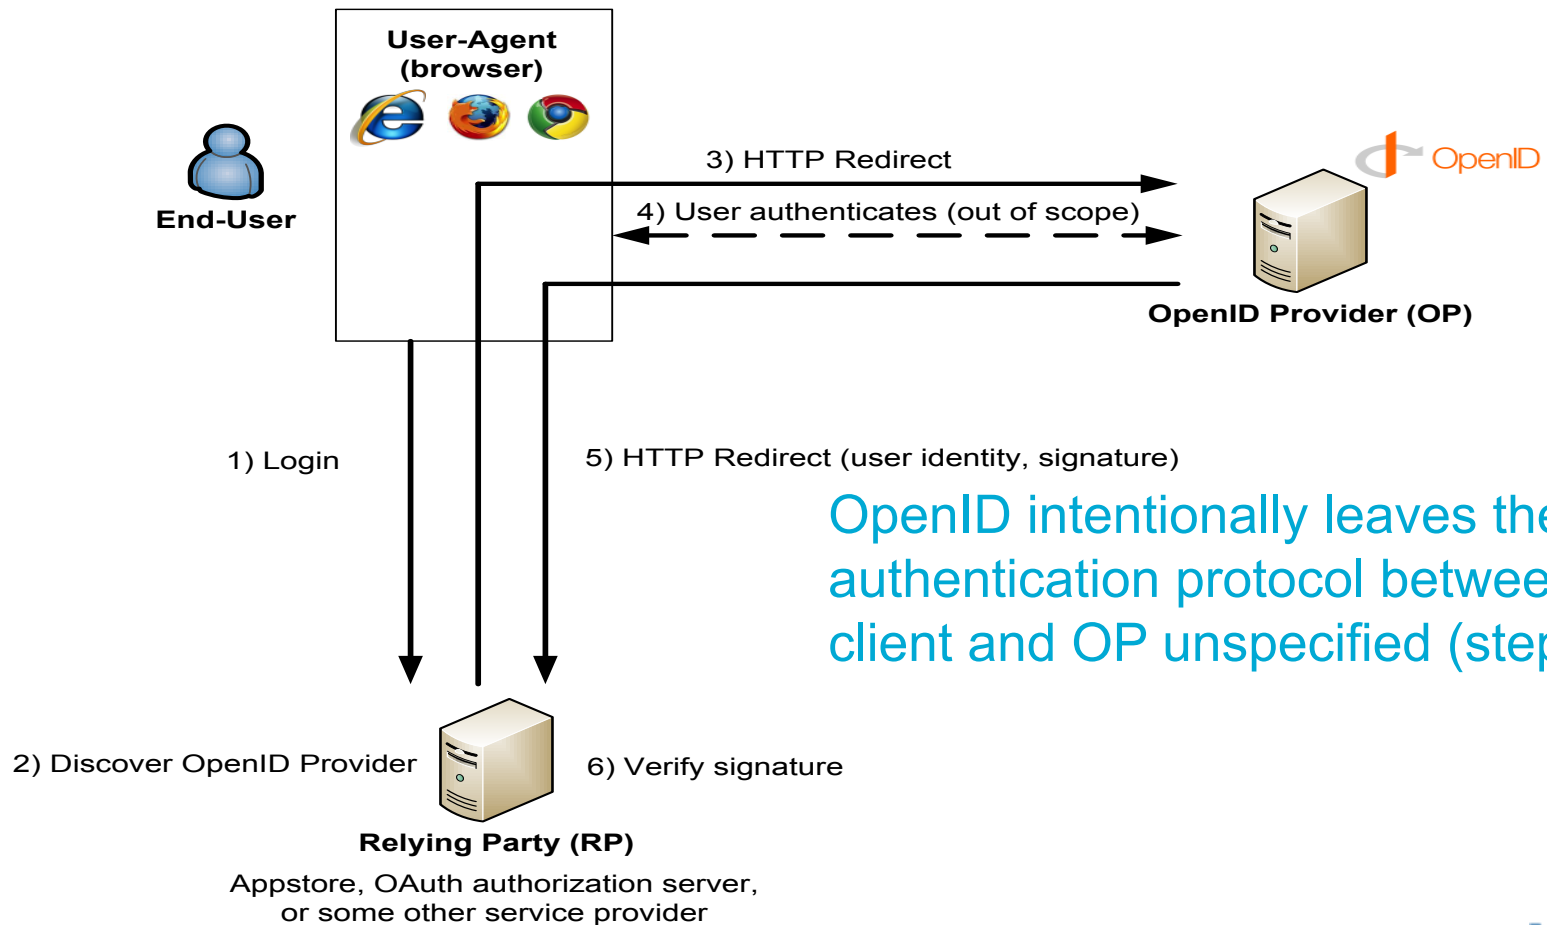 User-Agent
(browser)
3) HTTP Redirect
OpenID
4) User authenticates (out of scope)
End-User
OpenID Provider (OP)
1) Login
5) HTTP Redirect (user identity, signature)
OpenID intentionally leaves the
authentication protocol betwee
client and OP unspecified (step
2) Discover OpenID Provider
6) Verify signature
Relying Party (RP)
Appstore, OAuth authorization server,
or some other service provider